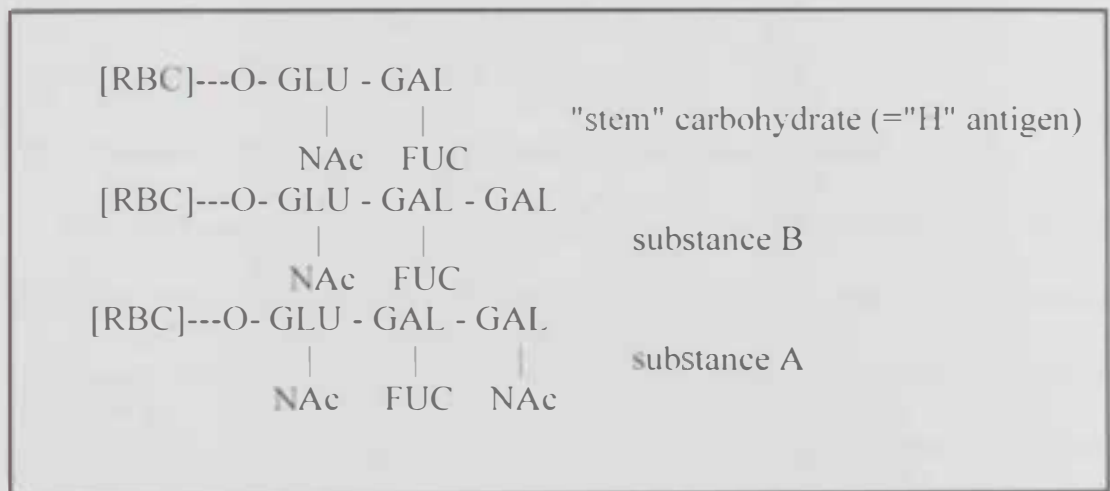 [RBC]---O- GLU - GAL
"stem" carbohydrate (="H" antigen)
| |
NAc FUC
[RBC]---O- GLU - GAL - GAL
| | substance B
NAc FUC
[RBC]---O- GLU - GAL - GAL
| | | substance A
NAc FUC NAc